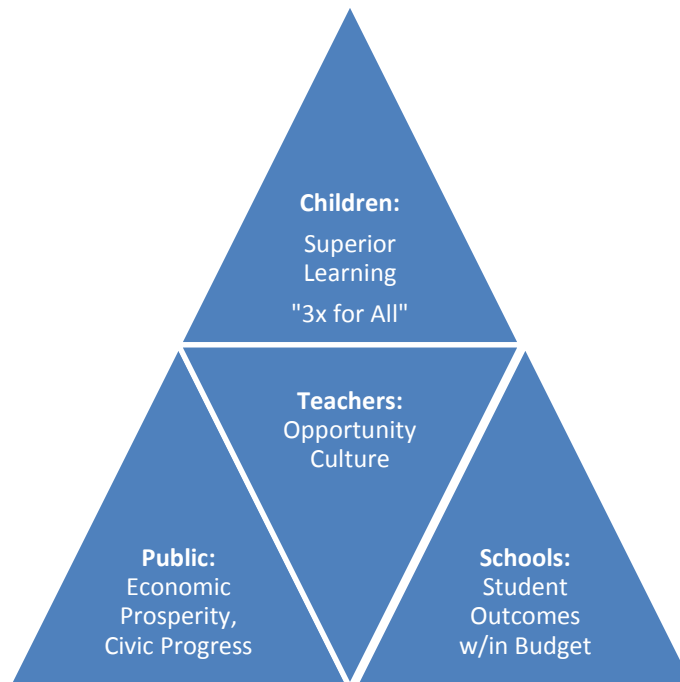 Children:
Superior
Learning
"3x for All"
Teachers:
Opportunity
Culture
Public:
Economic
Prosperity,
Civic Progress
Schools:
Student
Outcomes
w/in Budget